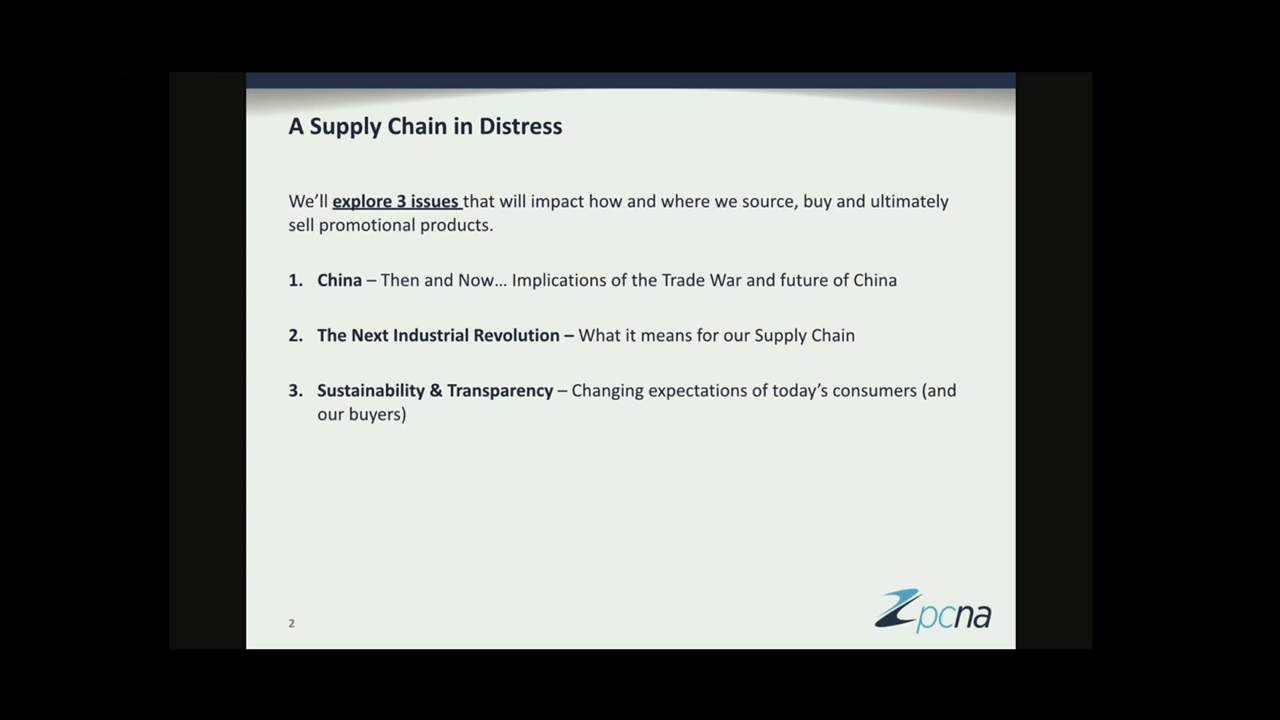 A Supply Chain in Distress
We’ll explore 3 issues that will impact how and where we source, buy and ultimately
sell promotional products.
1. China – Then and Now… Implications of the Trade War and future of China
2. The Next Industrial Revolution – What it means for our Supply Chain
3. Sustainability & Transparency – Changing expectations of today’s consumers (and
our buyers)
2
pcna